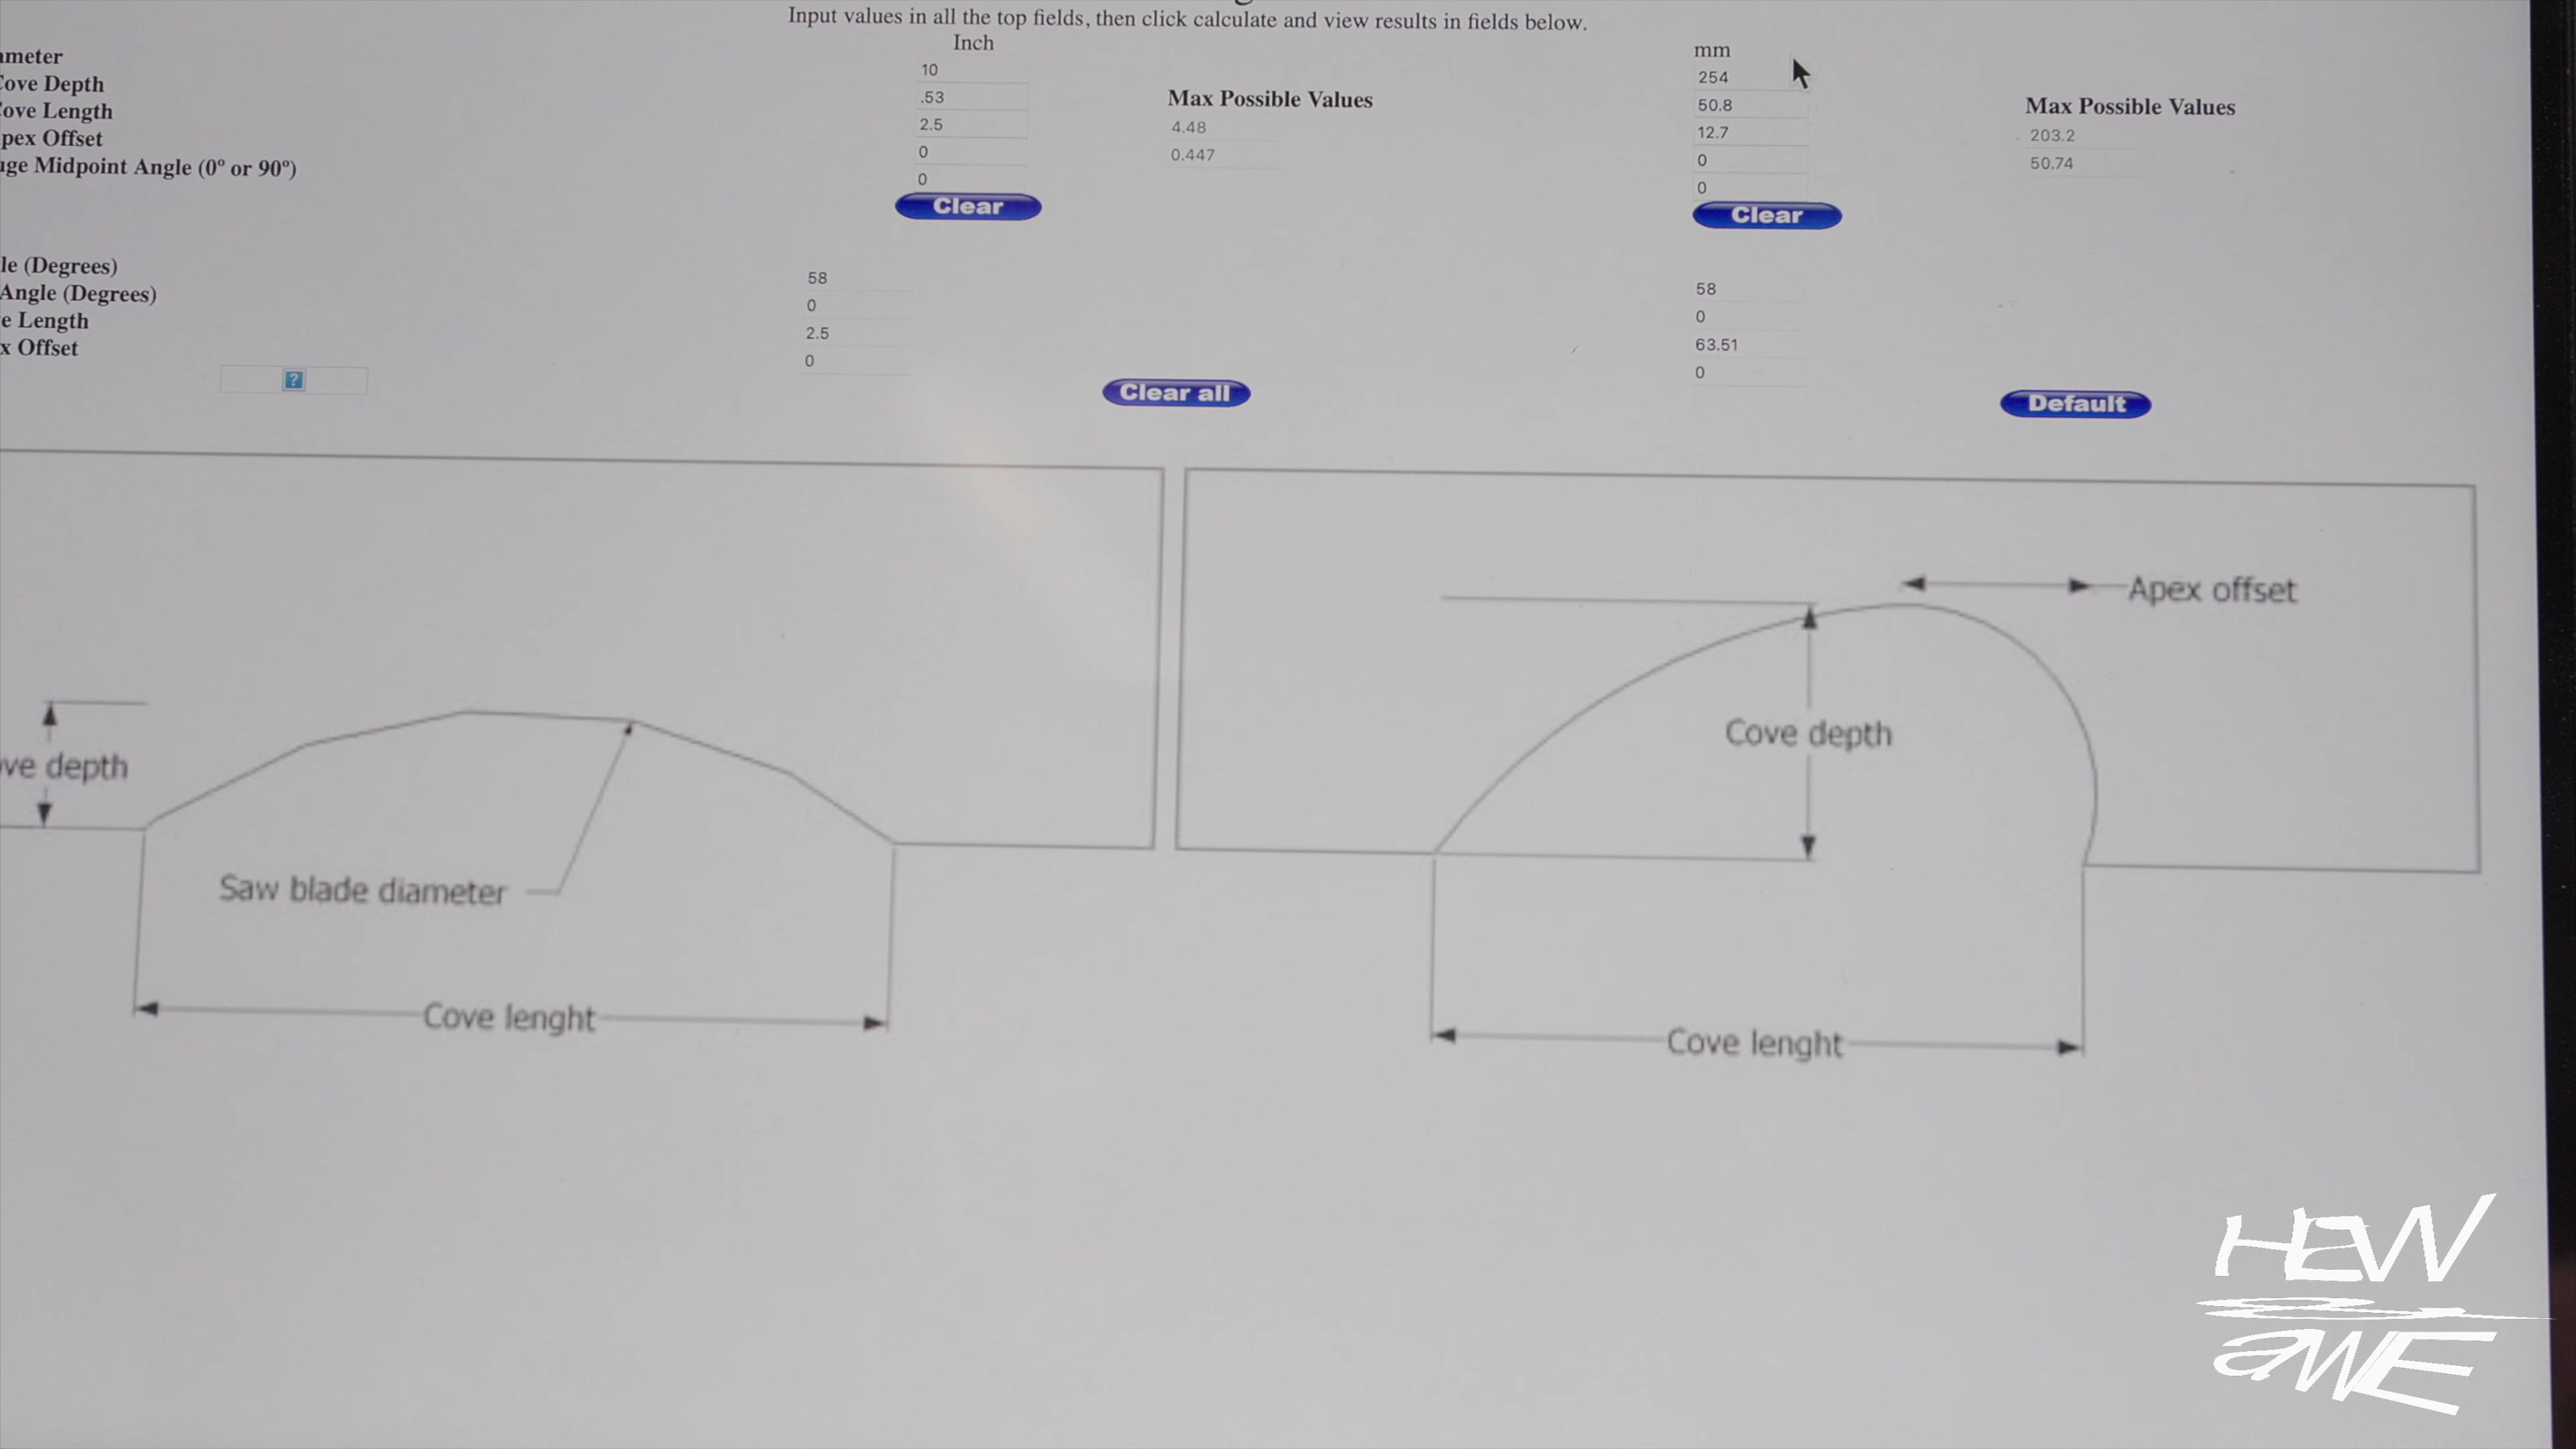 Input values in all the top fields, then click calculate and view results in fields below.
Inch
mm
ameter
10
254
Cove Depth
.53
Max Possible Values
50.8
Max Possible Values
Cove Length
2.5
4.48
12.7
203.2
pex Offset
0
0.447
0
50.74
uge Midpoint Angle (0º or 90º)
0
0
Clear
Clear
le (Degrees)
58
58
Angle (Degrees)
0
0
e Length
2.5
63.51
x Offset
0
0
?
Clear all
Default
Apex offset
Cove depth
ve depth
Saw blade diameter
Cove lenght
Cove lenght
HEW
aWE